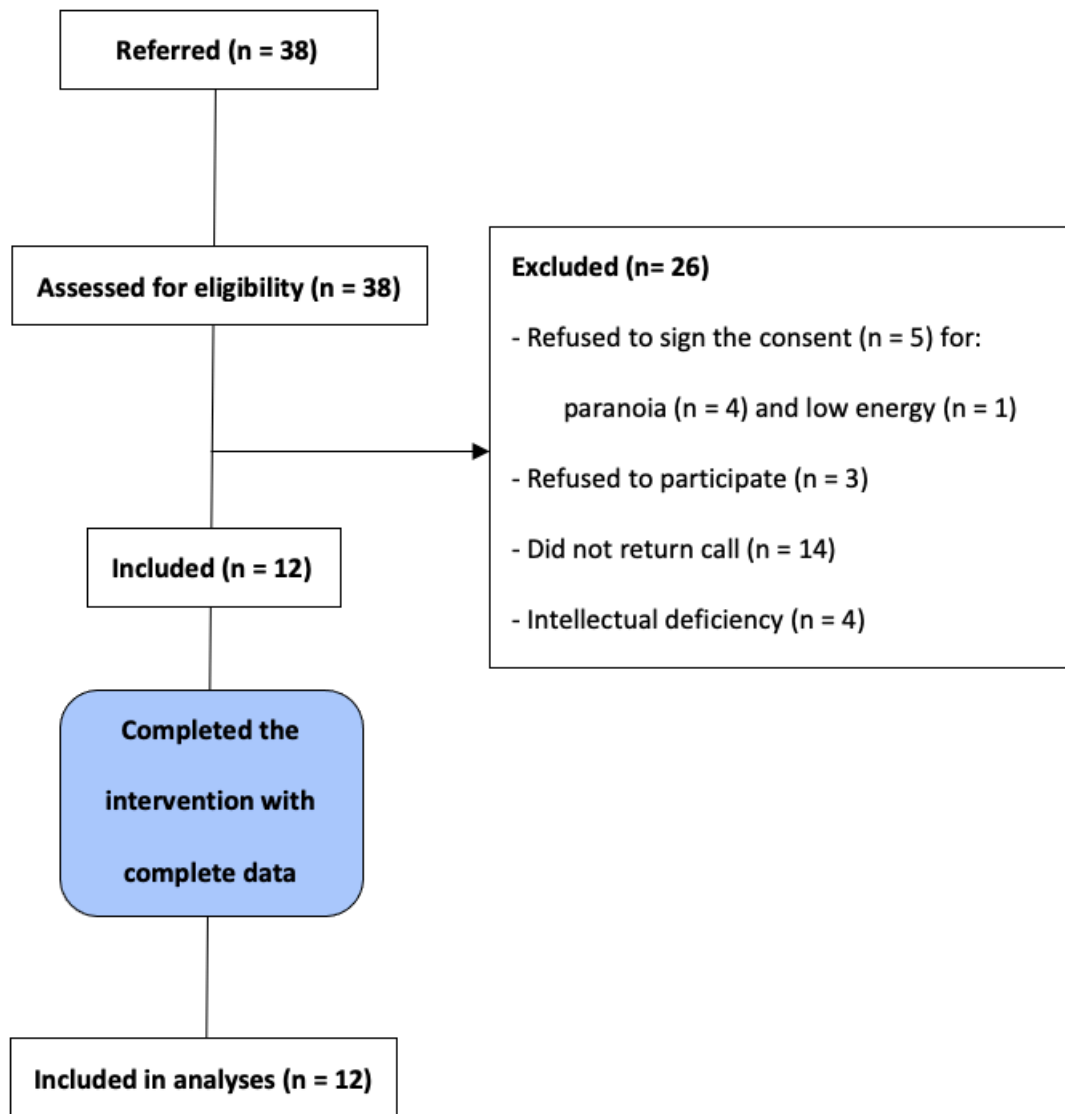 Referred (n = 38)
Assessed for eligibility (n = 38)
Excluded (n= 26)
- Refused to sign the consent (n = 5) for:
paranoia (n = 4) and low energy (n = 1)
- Refused to participate (n = 3)
- Did not return call (n = 14)
- Intellectual deficiency (n = 4)
Included (n = 12)
Completed the
intervention with
complete data
Included in analyses (n = 12)